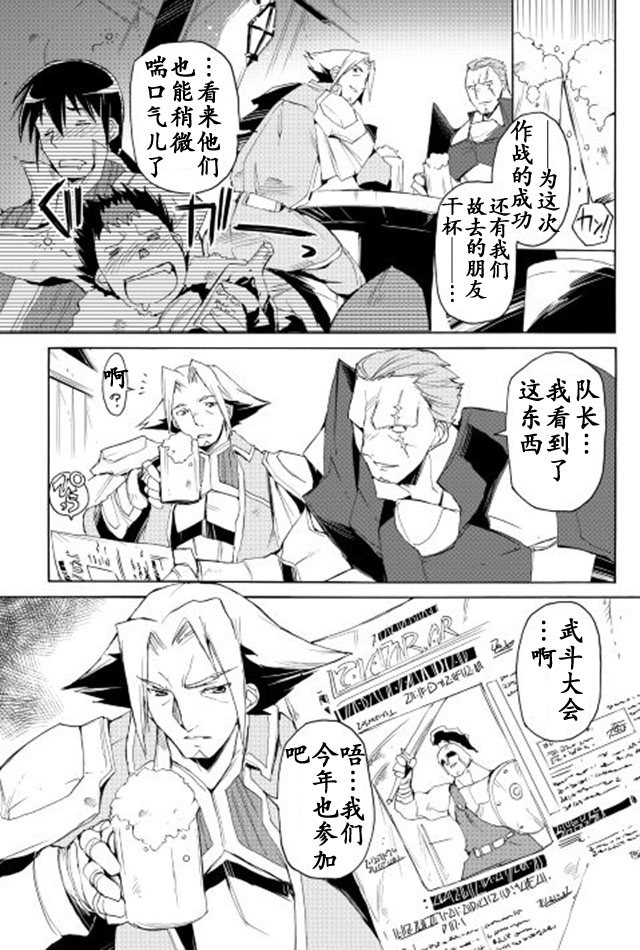 ——为这次
作战的成功
还有我们
故去的朋友
干杯——…
カン!
…看来他们
也能稍微
喘口气儿了
队长…
我看到了
这东西
啊?
武斗大会
…啊
唔…我们
今年也参加
吧